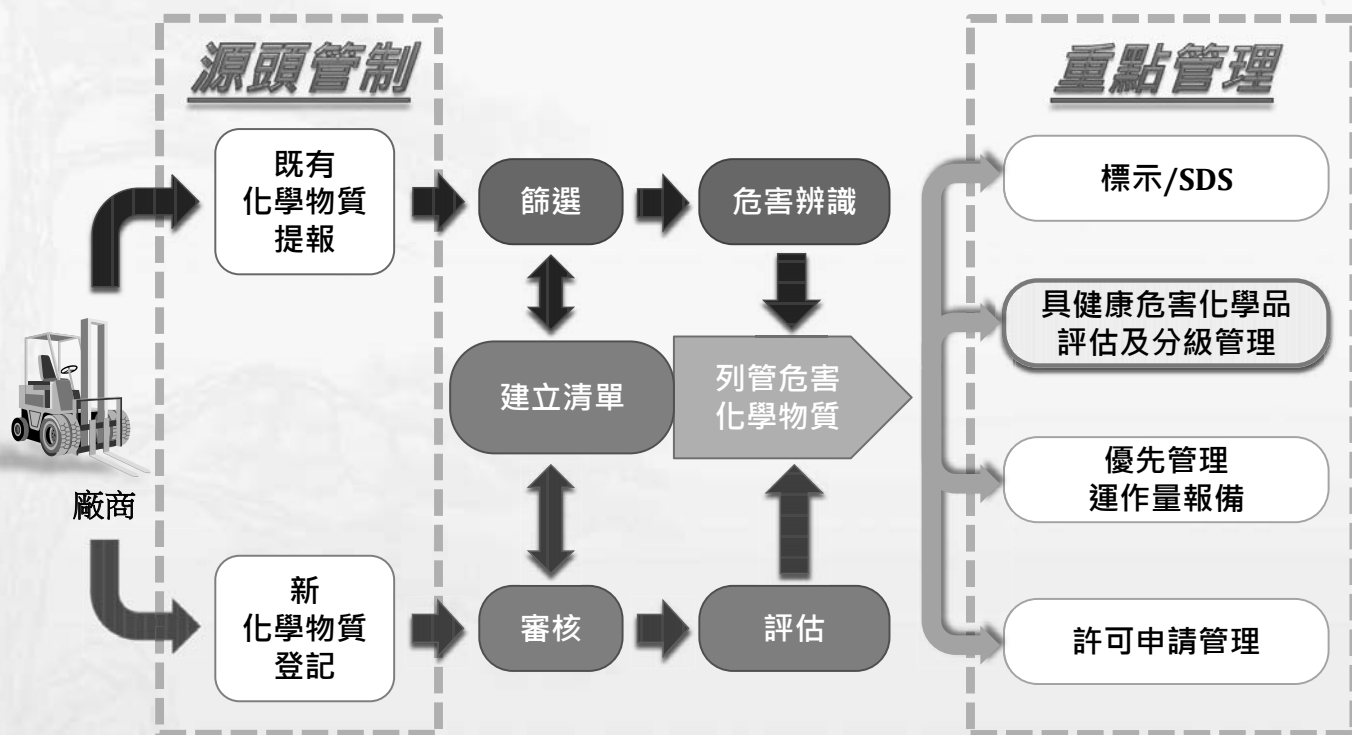 源頭管制
重點管理
既有
化學物質
提報
篩選
危害辨識
標示/SDS
具健康危害化學品
評估及分級管理
建立清單
列管危害
化學物質
優先管理
運作量報備
廠商
新
化學物質
登記
審核
評估
許可申請管理